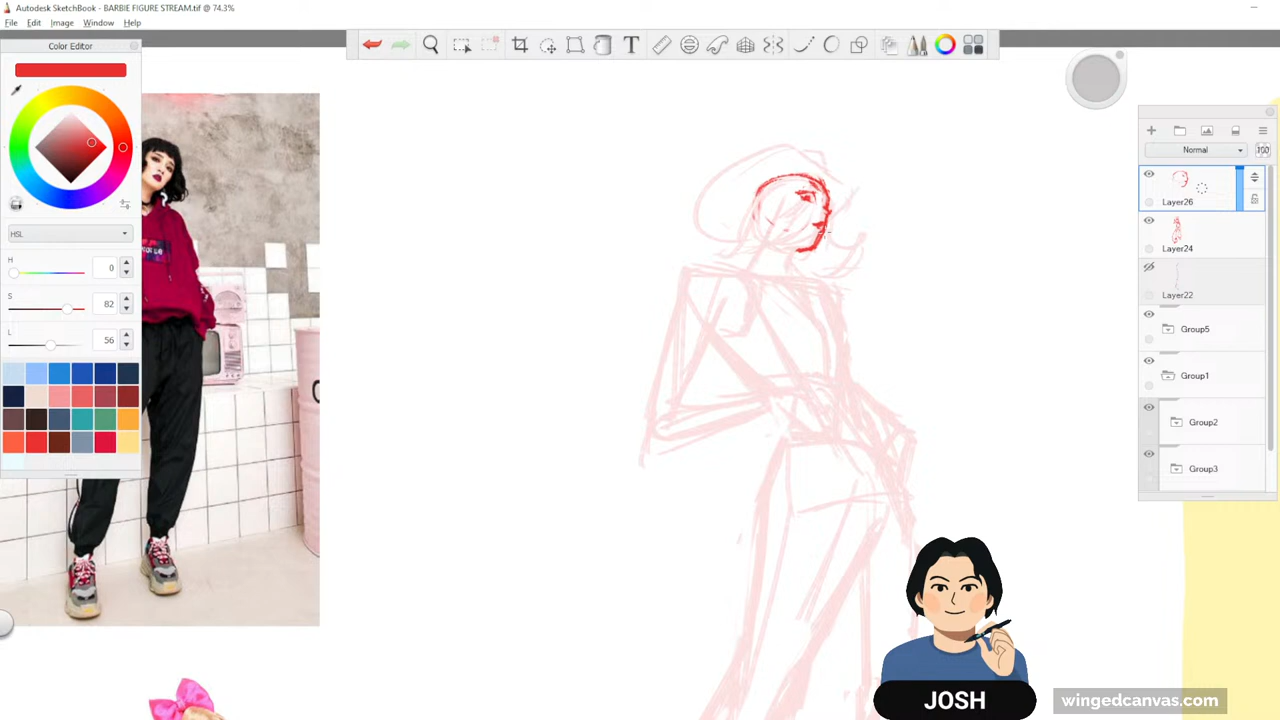 Autodesk SketchBook - BARBIE FIGURE STREAM.tif @ 74.3%
File Edit Image Window Help
Color Editor
HSL
H 0
S 82
L 56
T
Normal
100
Layer26
Layer24
Layer22
Group5
Group1
Group2
Group3
JOSH
wingedcanvas.com